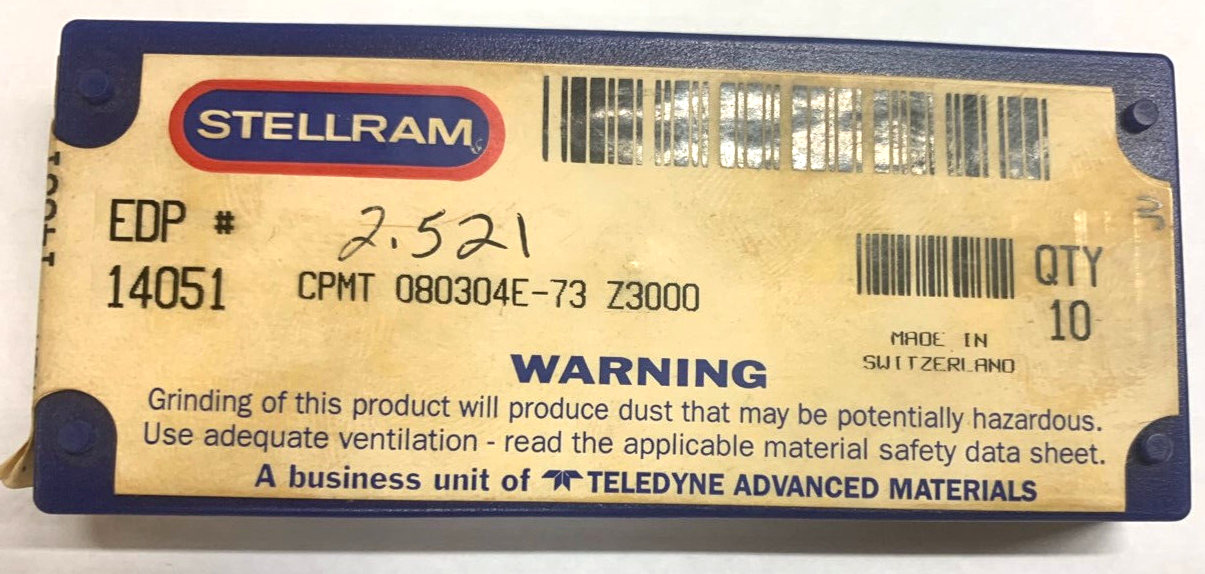 STELLRAM
EDP #
2.521
14051 CPMT 080304E-73 Z3000
QTY
10
MADE IN
SWITZERLAND
WARNING
Grinding of this product will produce dust that may be potentially hazardous.
Use adequate ventilation - read the applicable material safety data sheet.
A business unit of TELEDYNE ADVANCED MATERIALS
14051